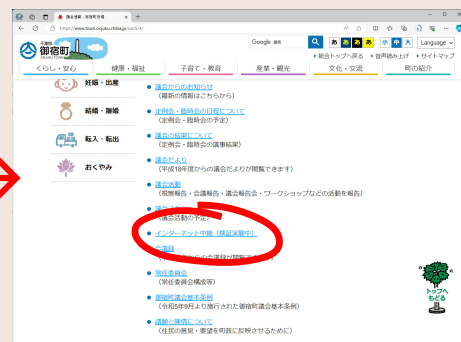 議会情報 - 御宿町役場
https://www.town.onjuku.chiba.jp/sub5/4/
千葉県
御宿町
ONJUKU TOWN
Google 提供
あ あ あ あ
小 中 大
Language
総合トップへ戻る
音声読み上げ
サイトマップ
くらし・安心
健康・福祉
子育て・教育
産業・観光
文化・交流
町の紹介
妊娠・出産
結婚・離婚
転入・転出
おくやみ
議会からのお知らせ
(最新の情報はこちらから)
定例会・臨時会の日程について
(定例会・臨時会の予定)
議会の結果について
(定例会・臨時会の議事結果)
議会だより
(平成18年度からの議会だよりが閲覧できます)
議会活動
(視察報告・会議報告・議会報告会・ワークショップなどの活動を報告)
(議会活動の予定)
インターネット中継(検証実験中)
会議録
常任委員会
(常任委員会構成等)
御宿町議会基本条例
(令和5年9月より施行された御宿町議会基本条例)
請願と陳情について
(住民の意見・要望を町政に反映させるために)
トップへ
もどる